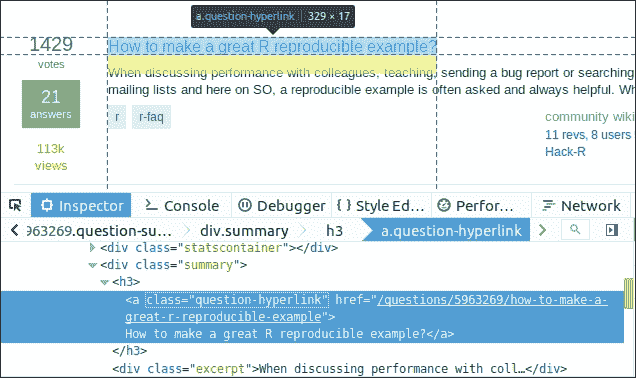 a.question-hyperlink | 329 × 17
1429
votes
How to make a great R reproducible example?
When discussing performance with colleagues, teaching, sending a bug report or searching
mailing lists and here on SO, a reproducible example is often asked and always helpful. Wh
21
answers
r r-faq
community wiki
113k
views
11 revs, 8 users
Hack-R
Inspector Console Debugger { } Style Ed… Perfor… Network
963269.question-su… div.summary h3 a.question-hyperlink
<div class="statscontainer"></div>
<div class="summary">
<h3>
<a class="question-hyperlink" href="/questions/5963269/how-to-make-a-
great-r-reproducible-example">
How to make a great R reproducible example?</a>
</h3>
<div class="excerpt">When discussing performance with coll…</div>